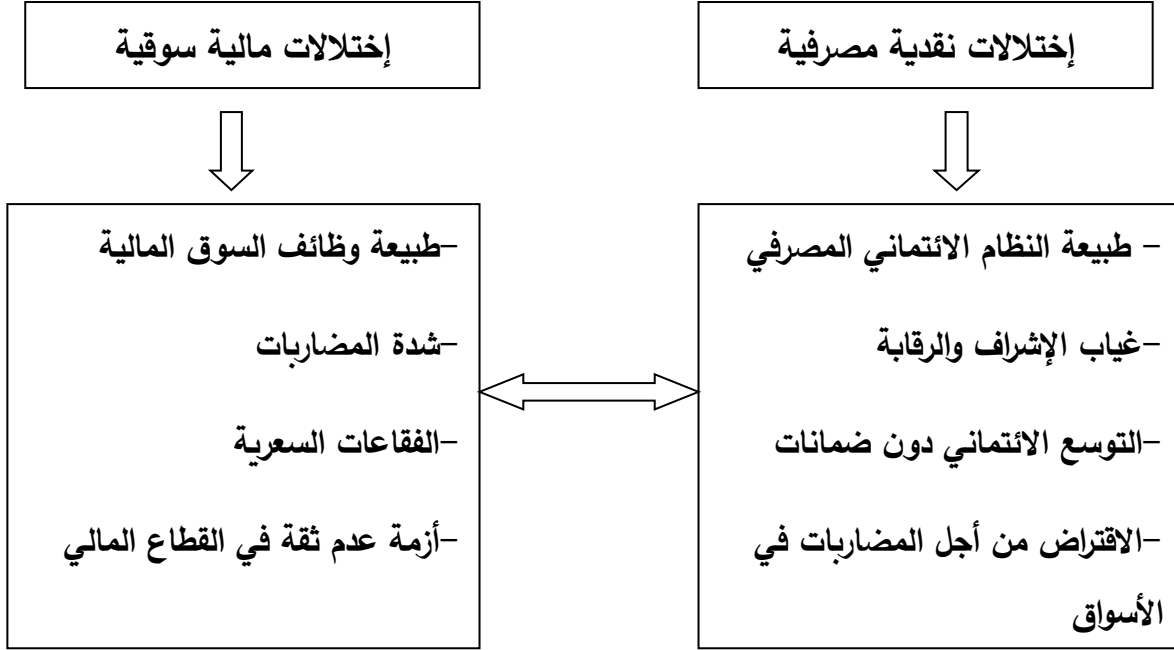 إختلالات نقدية مصرفية
إختلالات مالية سوقية
- طبيعة النظام الائتماني المصرفي
-غياب الإشراف والرقابة
-التوسع الائتماني دون ضمانات
-الاقتراض من أجل المضاربات في
الأسواق
-طبيعة وظائف السوق المالية
-شدة المضاربات
-الفقاعات السعرية
-أزمة عدم ثقة في القطاع المالي